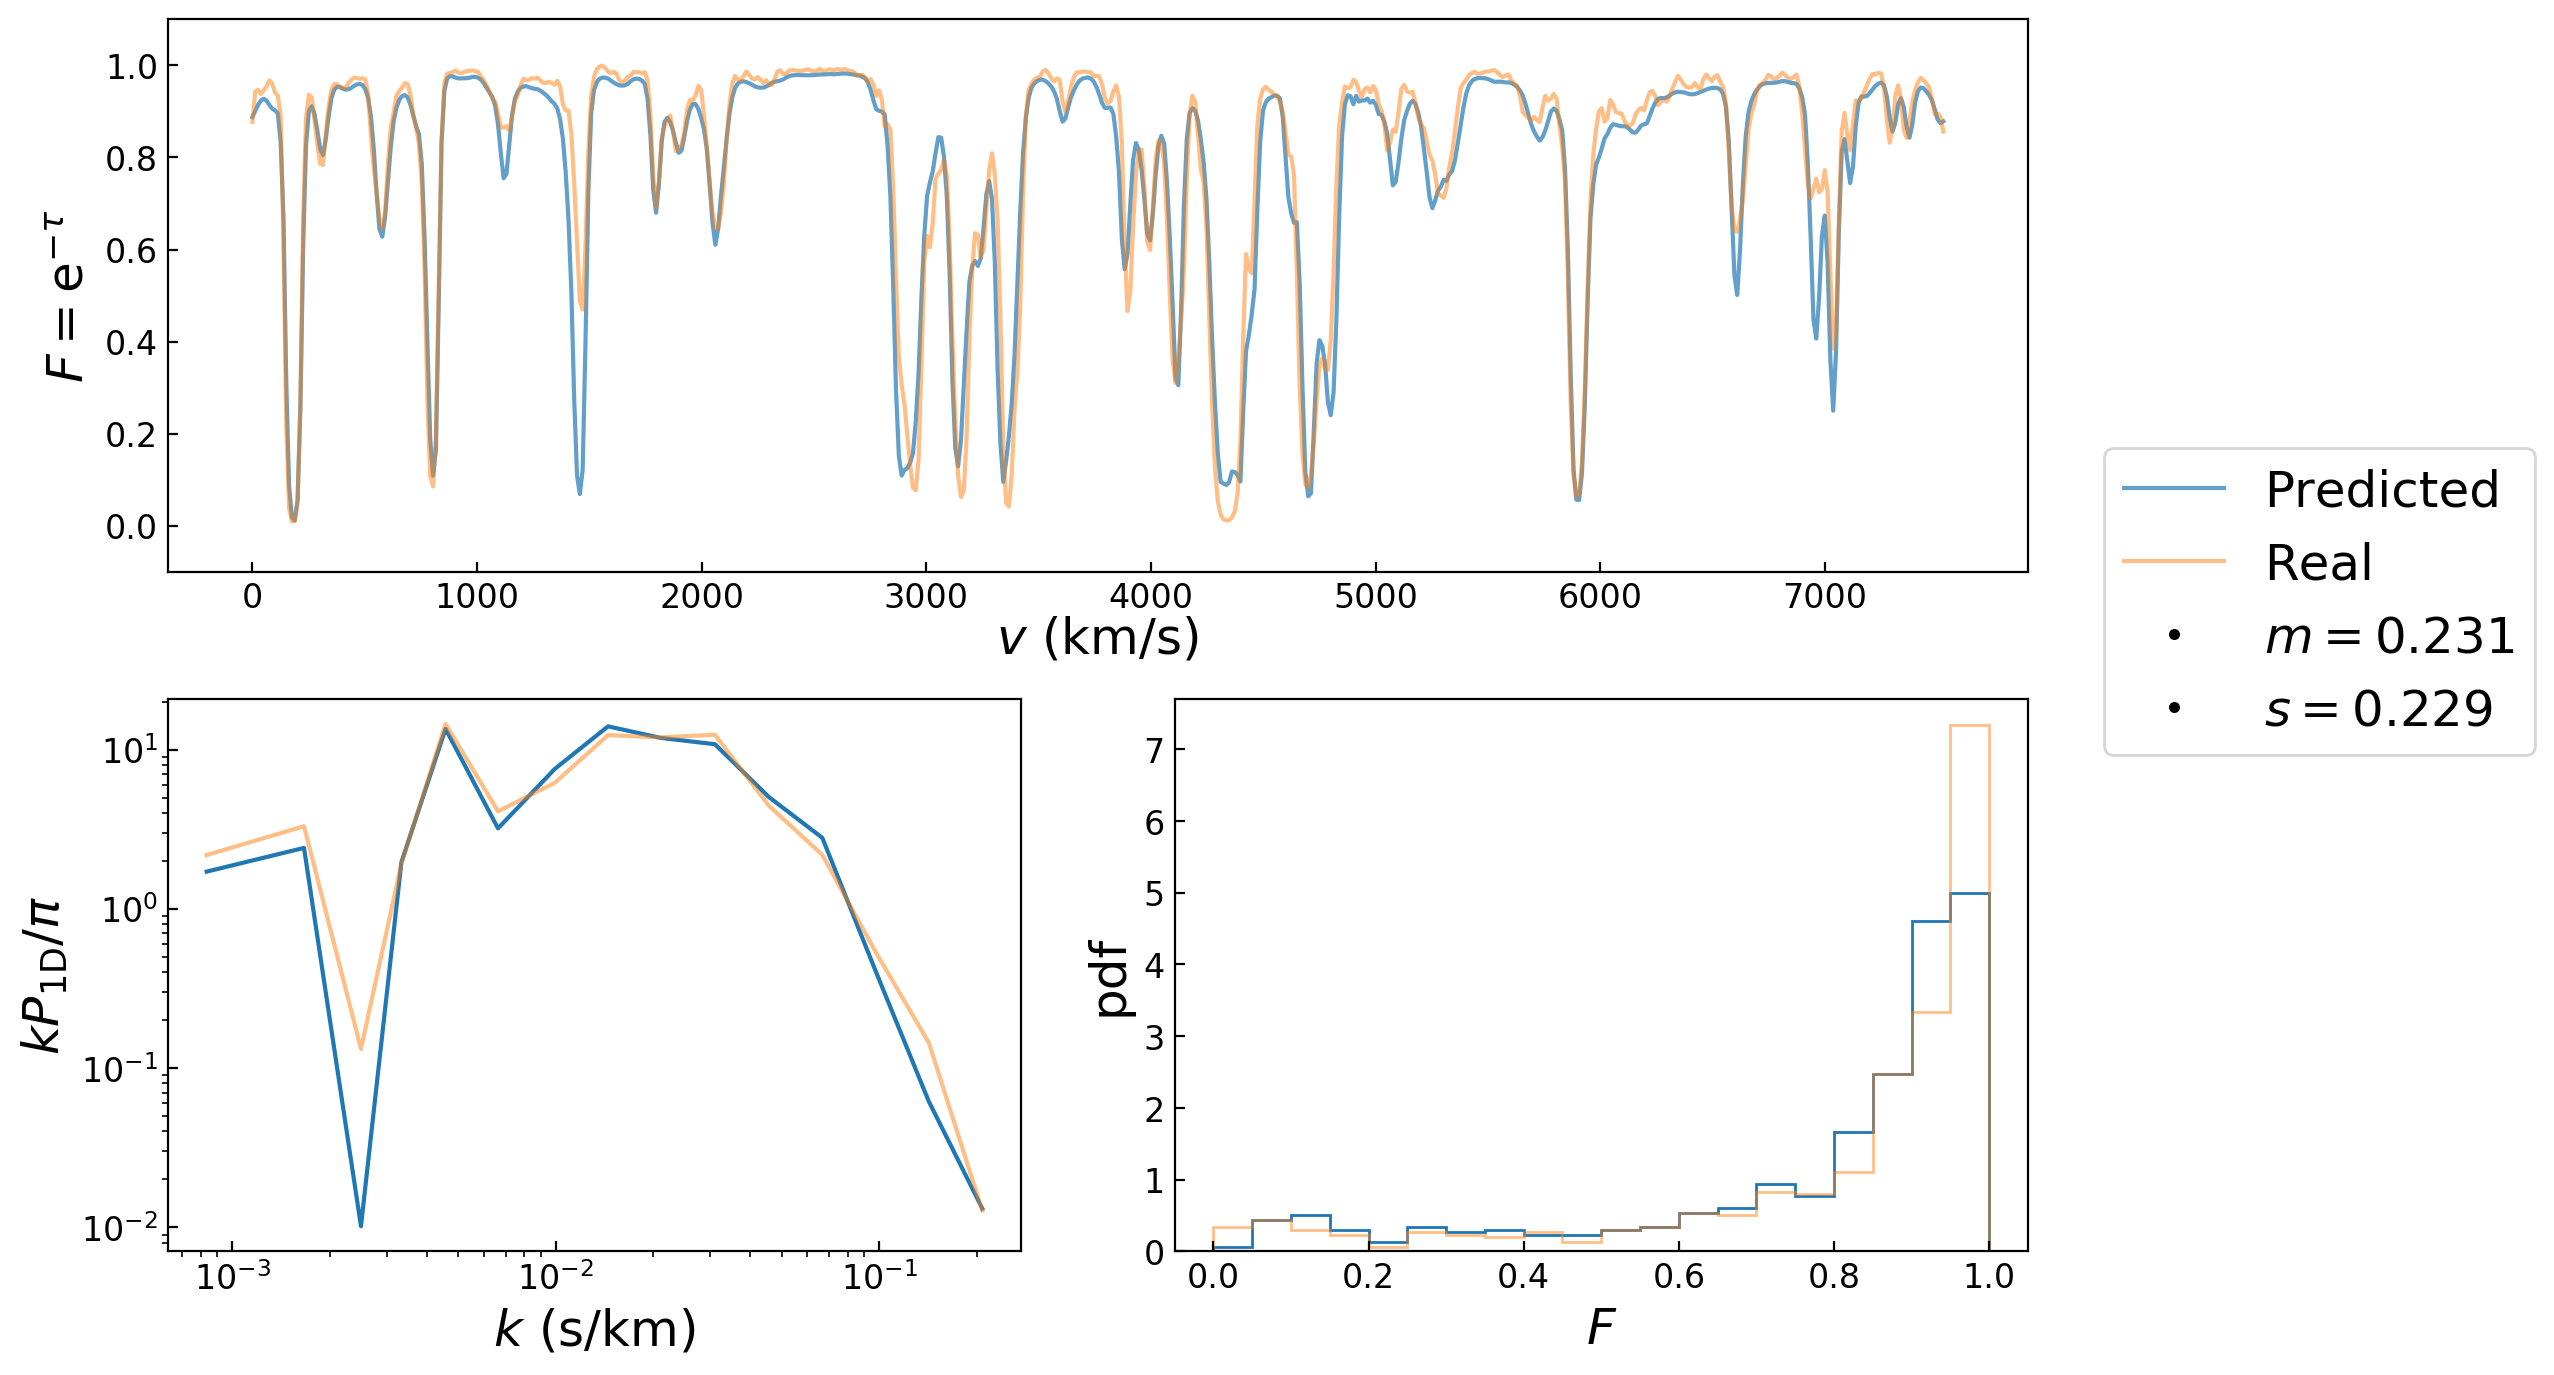 1.0
0.8
0.6
0.4
0.2
0.0
F = e^{−τ}
0 1000 2000 3000 4000 5000 6000 7000
v (km/s)
Predicted
Real
m = 0.231
s = 0.229
10^1
10^0
10^{−1}
10^{−2}
kP_{1D}/π
10^{−3} 10^{−2} 10^{−1}
k (s/km)
7
6
5
4
3
2
1
0
pdf
0.0 0.2 0.4 0.6 0.8 1.0
F